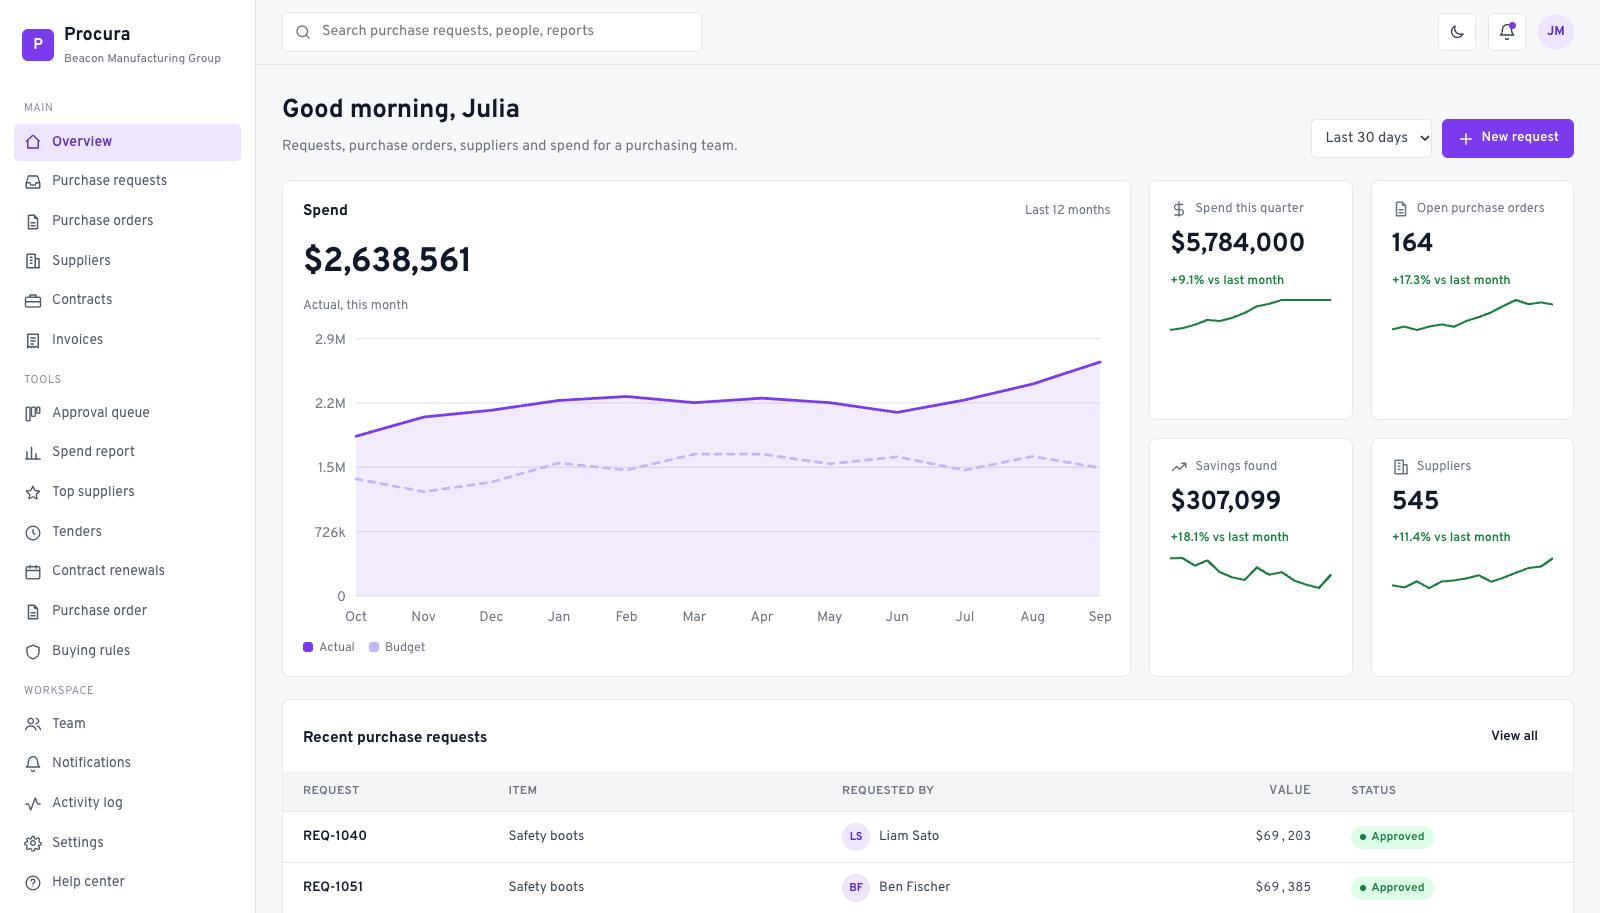 P
Procura
Beacon Manufacturing Group
MAIN
Overview
Purchase requests
Purchase orders
Suppliers
Contracts
Invoices
TOOLS
Approval queue
Spend report
Top suppliers
Tenders
Contract renewals
Purchase order
Buying rules
WORKSPACE
Team
Notifications
Activity log
Settings
Help center
Search purchase requests, people, reports
JM
Good morning, Julia
Requests, purchase orders, suppliers and spend for a purchasing team.
Last 30 days
New request
Spend
Last 12 months
$2,638,561
Actual, this month
2.9M
2.2M
1.5M
726k
0
Oct Nov Dec Jan Feb Mar Apr May Jun Jul Aug Sep
Actual Budget
Spend this quarter
$5,784,000
+9.1% vs last month
Open purchase orders
164
+17.3% vs last month
Savings found
$307,099
+18.1% vs last month
Suppliers
545
+11.4% vs last month
Recent purchase requests
View all
REQUEST ITEM REQUESTED BY VALUE STATUS
REQ-1040 Safety boots LS Liam Sato $69,203 Approved
REQ-1051 Safety boots BF Ben Fischer $69,385 Approved